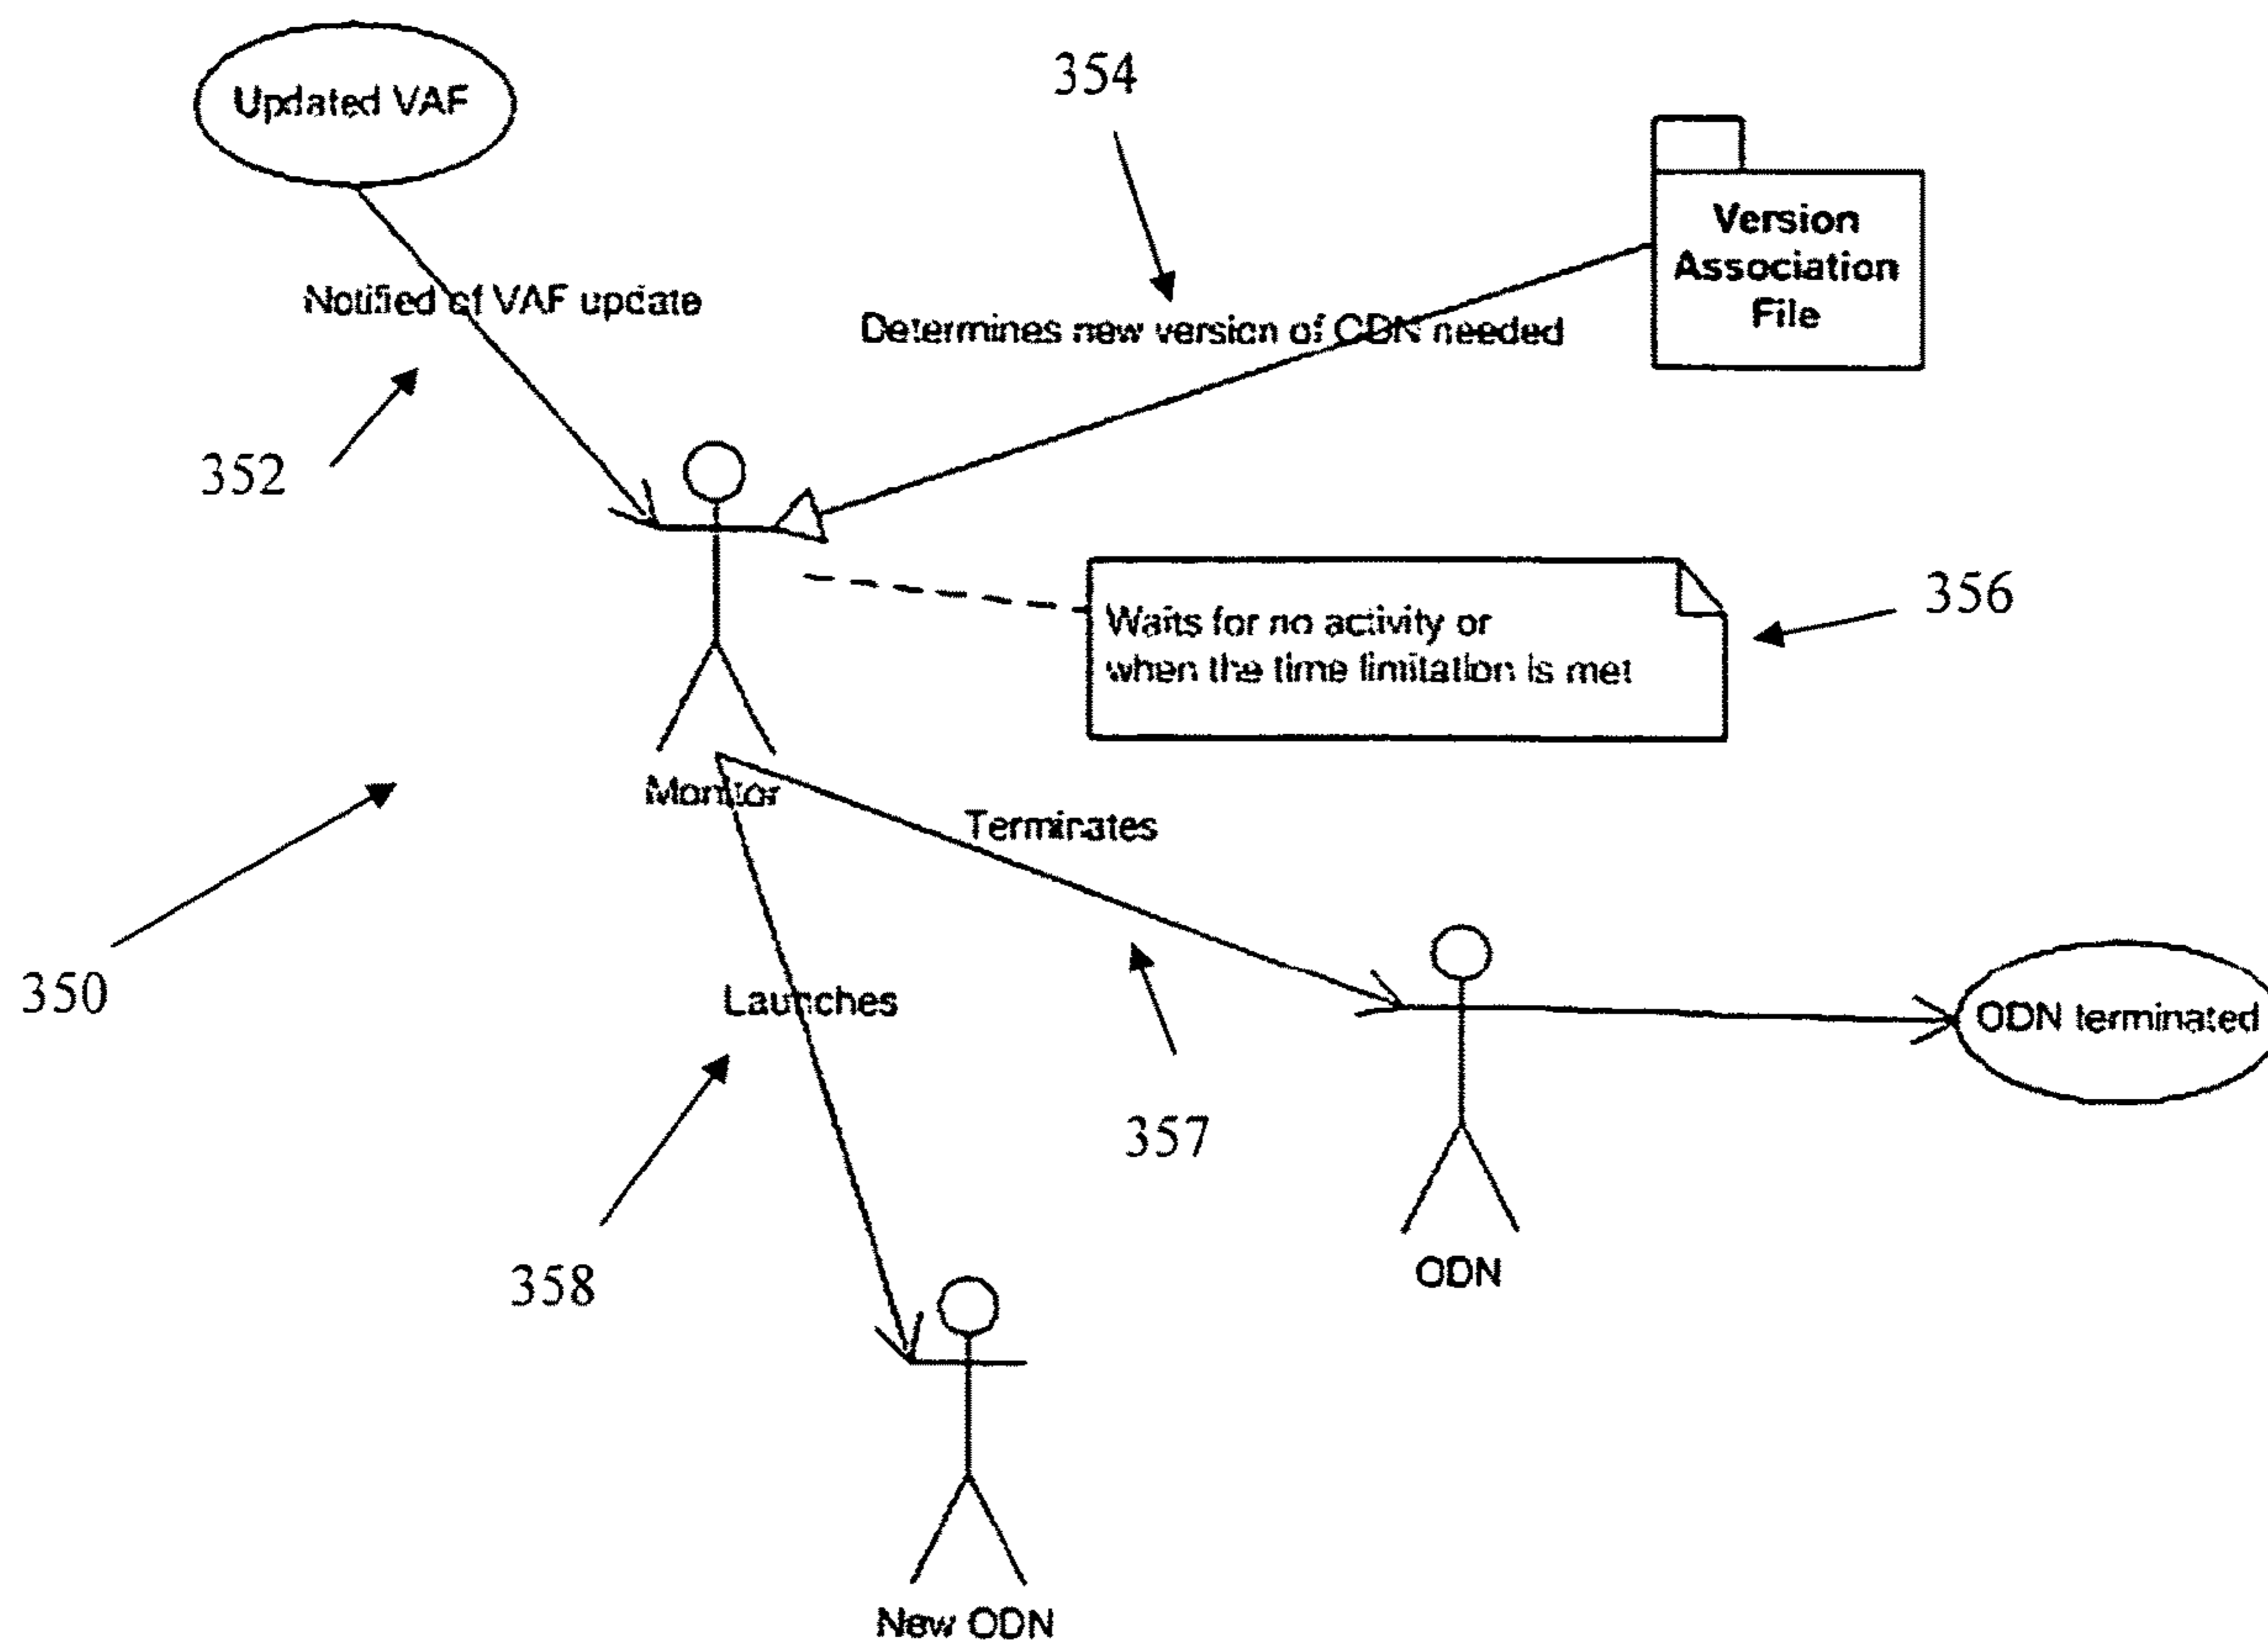 354
Updated VAF
Version
Association
File
Notified of VAF update
Determines new version of ODN needed
352
356
Waits for no activity or
when the time limitation is met
Monitor
Terminates
350
Launches
ODN terminated
357
358
ODN
New ODN